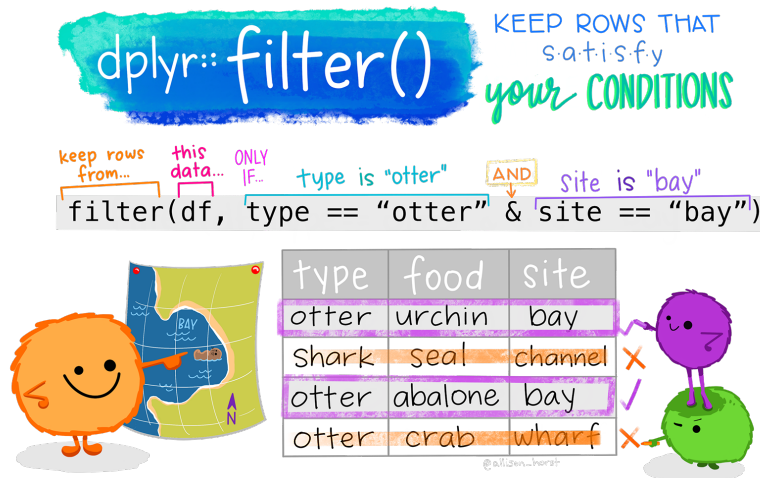 dplyr:: filter()
KEEP ROWS THAT
s·a·t·i·s·f·y
your CONDITIONS
keep rows
from...
this
data...
ONLY
IF...
type is "otter"
AND
site is "bay"
filter(df, type == “otter” & site == “bay”)
type food site
otter urchin bay
shark seal channel
otter abalone bay
otter crab wharf
BAY
N
@allison_horst